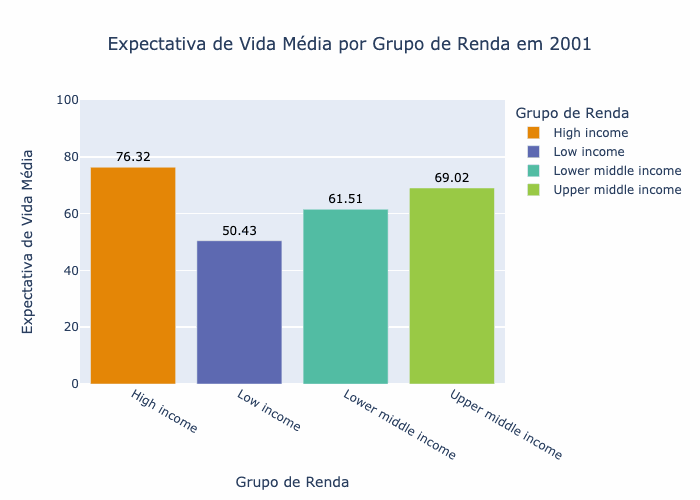 Expectativa de Vida Média por Grupo de Renda em 2001
Expectativa de Vida Média
100
80
60
40
20
0
76.32
50.43
61.51
69.02
High income
Low income
Lower middle income
Upper middle income
Grupo de Renda
Grupo de Renda
High income
Low income
Lower middle income
Upper middle income